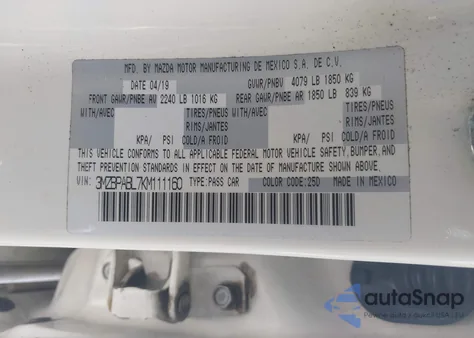 MFD. BY MAZDA MOTOR MANUFACTURING DE MEXICO S.A. DE C.V.
DATE 04/19 GVWR/PNBV 4079 LB 1850 KG
FRONT GAWR/PNBE AV 2240 LB 1016 KG REAR GAWR/PNBE AR 1850 LB 839 KG
WITH/AVEC TIRES/PNEUS WITH/AVEC TIRES/PNEUS
RIMS/JANTES RIMS/JANTES
KPA/ PSI COLD/A FROID KPA/ PSI COLD/A FROID
THIS VEHICLE CONFORMS TO ALL APPLICABLE FEDERAL MOTOR VEHICLE SAFETY,BUMPER,AND
THEFT PREVENTION STANDARDS IN EFFECT ON THE DATE OF MANUFACTURE SHOWN ABOVE.
VIN: 3MZBPABL7KM111160 TYPE:PASS CAR COLOR CODE:25D MADE IN MEXICO
autoSnap